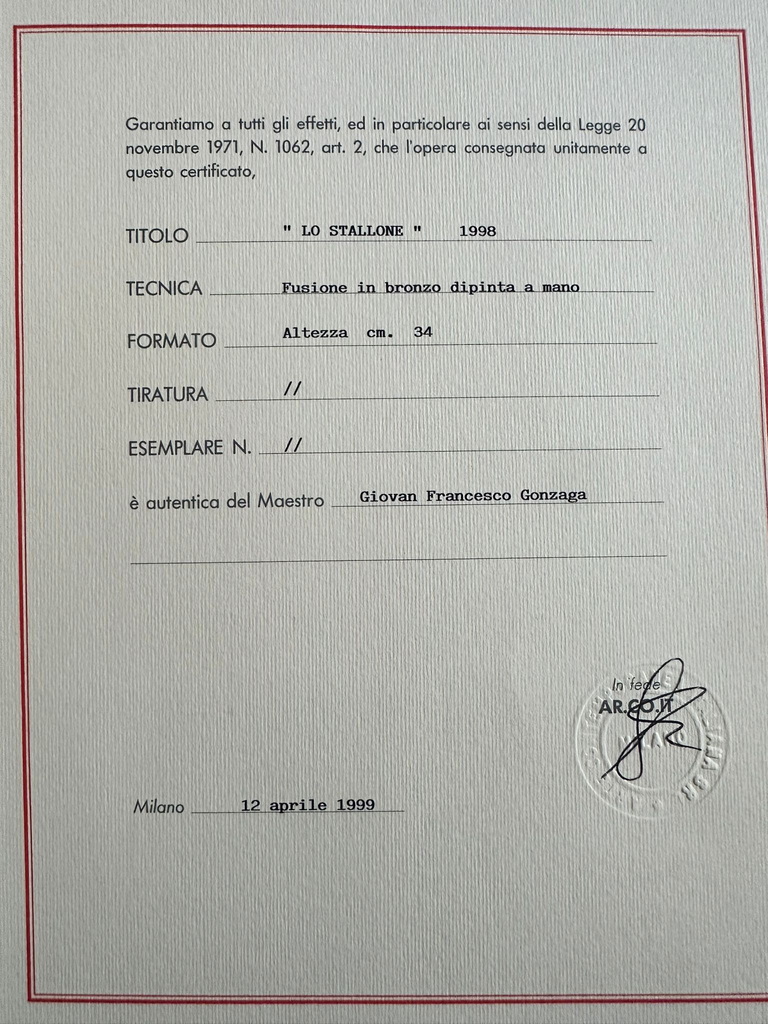 Garantiamo a tutti gli effetti, ed in particolare ai sensi della Legge 20
novembre 1971, N. 1062, art. 2, che l'opera consegnata unitamente a
questo certificato,
TITOLO " LO STALLONE " 1998
TECNICA Fusione in bronzo dipinta a mano
FORMATO Altezza cm. 34
TIRATURA //
ESEMPLARE N. //
è autentica del Maestro Giovan Francesco Gonzaga
In fede
AR.CO.IT
MILANO
Milano 12 aprile 1999